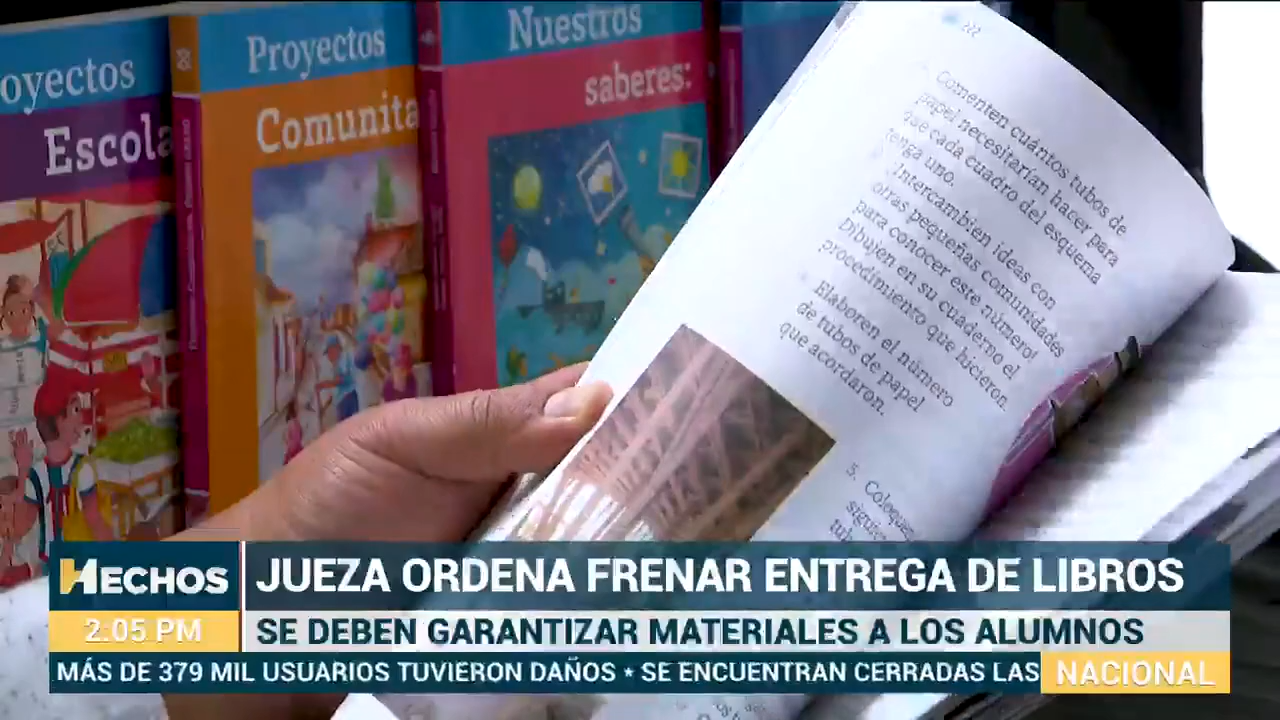 oyectos
Escola
Proyectos
Comunita
Nuestros
saberes:
Comenten cuántos tubos de
papel necesitarían hacer para
que cada cuadro del esquema
tenga uno.
Intercambien ideas con
otras pequeñas comunidades
para conocer este número!
Dibujen en su cuaderno el
procedimiento que hicieron.
Elaboren el número
de tubos de papel
que acordaron.
5. Coloquen
siguie
tub
HECHOS
JUEZA ORDENA FRENAR ENTREGA DE LIBROS
2:05 PM
SE DEBEN GARANTIZAR MATERIALES A LOS ALUMNOS
MÁS DE 379 MIL USUARIOS TUVIERON DAÑOS * SE ENCUENTRAN CERRADAS LAS
NACIONAL